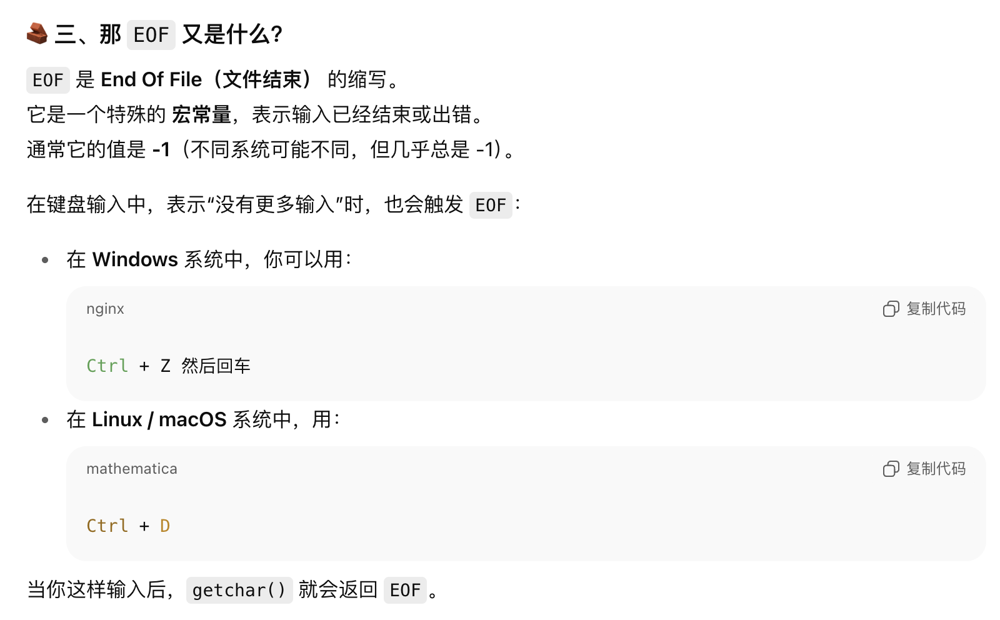 三、那 EOF 又是什么？
EOF 是 End Of File（文件结束） 的缩写。
它是一个特殊的 宏常量，表示输入已经结束或出错。
通常它的值是 -1（不同系统可能不同，但几乎总是 -1）。
在键盘输入中，表示“没有更多输入”时，也会触发 EOF：
在 Windows 系统中，你可以用：
nginx 复制代码
Ctrl + Z 然后回车
在 Linux / macOS 系统中，用：
mathematica 复制代码
Ctrl + D
当你这样输入后， getchar() 就会返回 EOF。